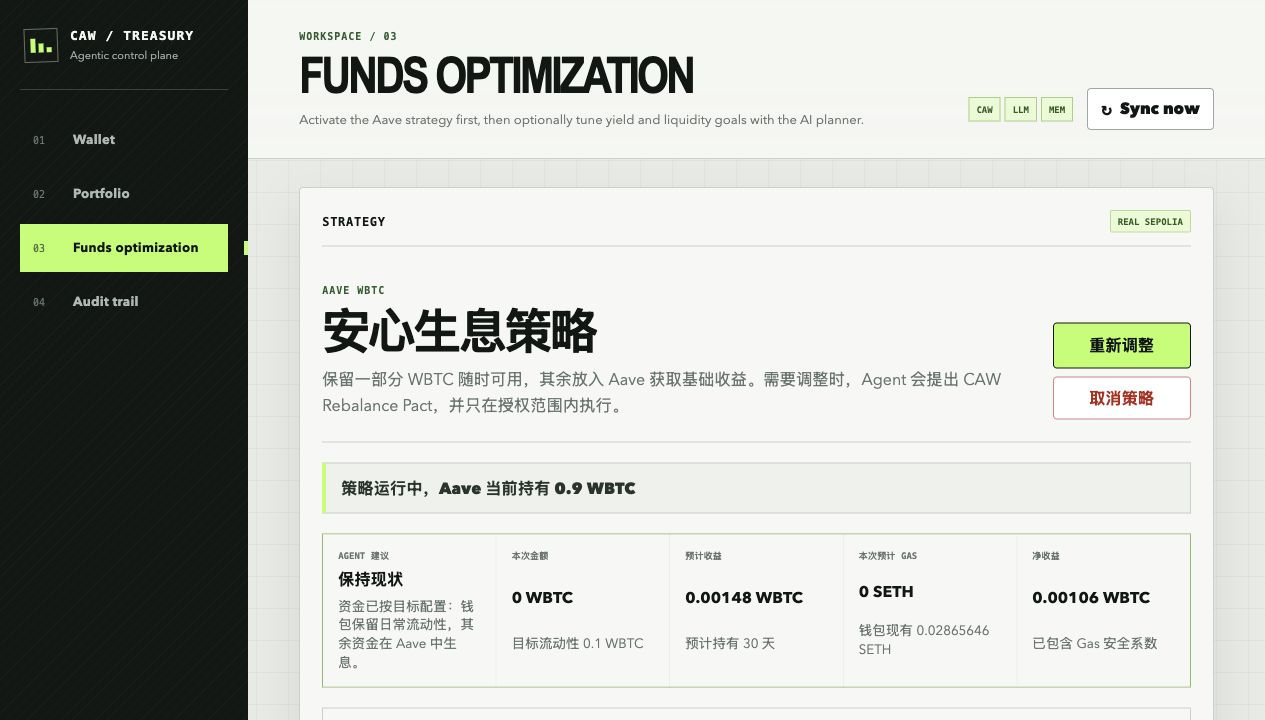 CAW / TREASURY
Agentic control plane
01 Wallet
02 Portfolio
03 Funds optimization
04 Audit trail
WORKSPACE / 03
FUNDS OPTIMIZATION
Activate the Aave strategy first, then optionally tune yield and liquidity goals with the AI planner.
CAW LLM MEM
↻ Sync now
STRATEGY
REAL SEPOLIA
AAVE WBTC
安心生息策略
保留一部分 WBTC 随时可用，其余放入 Aave 获取基础收益。需要调整时，Agent 会提出 CAW
Rebalance Pact，并只在授权范围内执行。
重新调整
取消策略
策略运行中，Aave 当前持有 0.9 WBTC
AGENT 建议
保持现状
资金已按目标配置：钱
包保留日常流动性，其
余资金在 Aave 中生
息。
本次金额
0 WBTC
目标流动性 0.1 WBTC
预计收益
0.00148 WBTC
预计持有 30 天
本次预计 GAS
0 SETH
钱包现有 0.02865646
SETH
净收益
0.00106 WBTC
已包含 Gas 安全系数